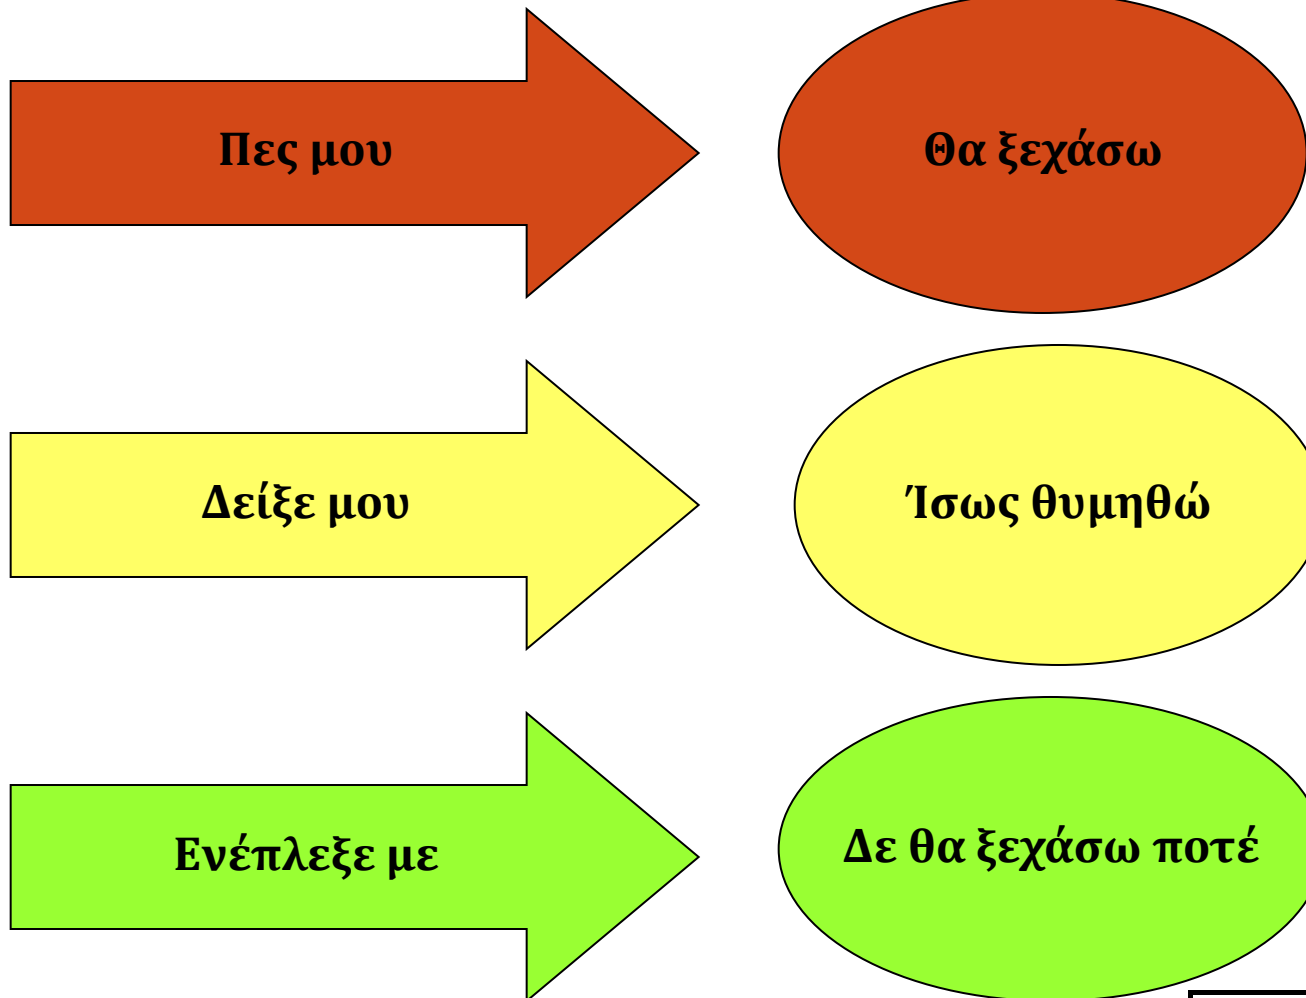 Πες μου
Θα ξεχάσω
Δείξε μου
Ίσως θυμηθώ
Ενέπλεξε με
Δε θα ξεχάσω ποτέ